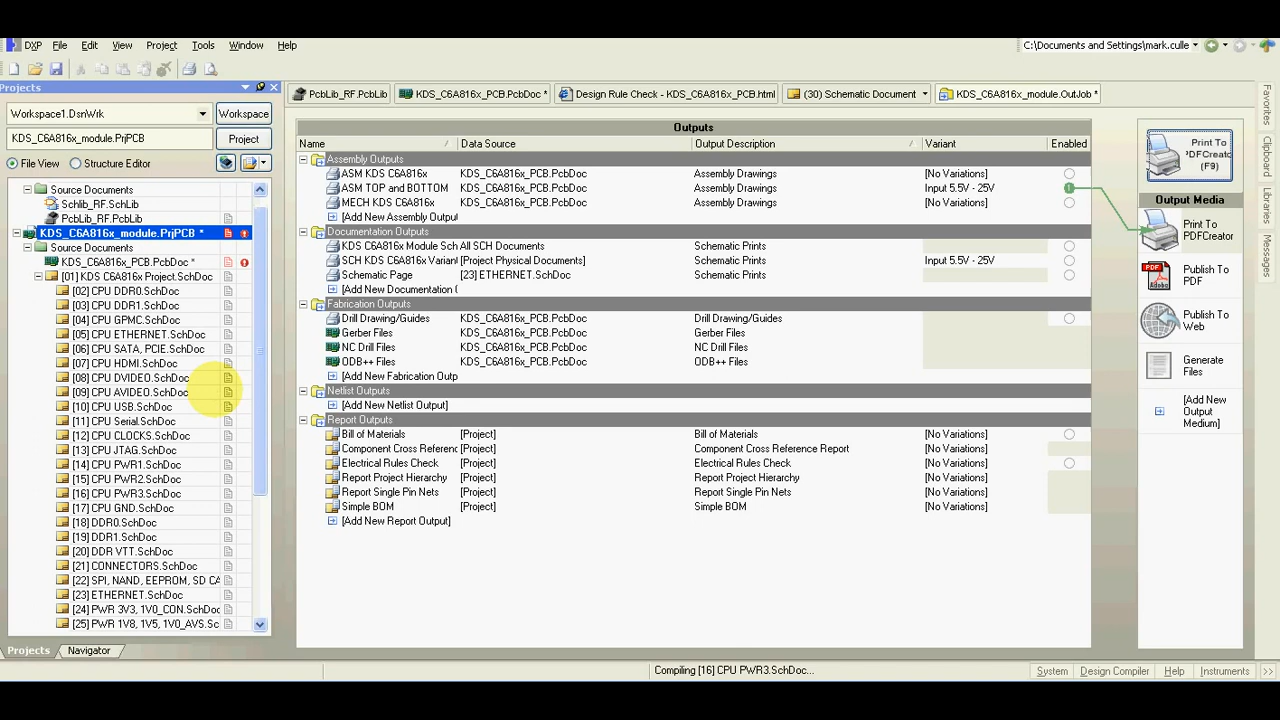 DXP File Edit View Project Tools Window Help
C:\Documents and Settings\mark.culle
Projects
Workspace1.DsnWrk Workspace
KDS_C6A816x_module.PrjPCB Project
File View Structure Editor
Source Documents
Schlib_RF.SchLib
PcbLib_RF.PcbLib
KDS_C6A816x_module.PrjPCB *
Source Documents
KDS_C6A816x_PCB.PcbDoc *
[01] KDS C6A816x Project.SchDoc
[02] CPU DDR0.SchDoc
[03] CPU DDR1.SchDoc
[04] CPU GPMC.SchDoc
[05] CPU ETHERNET.SchDoc
[06] CPU SATA, PCIE.SchDoc
[07] CPU HDMI.SchDoc
[08] CPU DVIDEO.SchDoc
[09] CPU AVIDEO.SchDoc
[10] CPU USB.SchDoc
[11] CPU Serial.SchDoc
[12] CPU CLOCKS.SchDoc
[13] CPU JTAG.SchDoc
[14] CPU PWR1.SchDoc
[15] CPU PWR2.SchDoc
[16] CPU PWR3.SchDoc
[17] CPU GND.SchDoc
[18] DDR0.SchDoc
[19] DDR1.SchDoc
[20] DDR VTT.SchDoc
[21] CONNECTORS.SchDoc
[22] SPI, NAND, EEPROM, SD CA
[23] ETHERNET.SchDoc
[24] PWR 3V3, 1V0_CON.SchDoc
[25] PWR 1V8, 1V5, 1V0_AVS.Sc
Projects Navigator
PcbLib_RF.PcbLib KDS_C6A816x_PCB.PcbDoc * Design Rule Check - KDS_C6A816x_PCB.html (30) Schematic Document KDS_C6A816x_module.OutJob *
Outputs
Name Data Source Output Description Variant Enabled
Assembly Outputs
ASM KDS C6A816x KDS_C6A816x_PCB.PcbDoc Assembly Drawings [No Variations]
ASM TOP and BOTTOM KDS_C6A816x_PCB.PcbDoc Assembly Drawings Input 5.5V - 25V 1
MECH KDS C6A816x KDS_C6A816x_PCB.PcbDoc Assembly Drawings [No Variations]
[Add New Assembly Outpu
Documentation Outputs
KDS C6A816x Module Sch All SCH Documents Schematic Prints
SCH KDS C6A816x Variant [Project Physical Documents] Schematic Prints Input 5.5V - 25V
Schematic Page [23] ETHERNET.SchDoc Schematic Prints
[Add New Documentation (
Fabrication Outputs
Drill Drawing/Guides KDS_C6A816x_PCB.PcbDoc Drill Drawing/Guides
Gerber Files KDS_C6A816x_PCB.PcbDoc Gerber Files
NC Drill Files KDS_C6A816x_PCB.PcbDoc NC Drill Files
ODB++ Files KDS_C6A816x_PCB.PcbDoc ODB++ Files
[Add New Fabrication Outp
Netlist Outputs
[Add New Netlist Output]
Report Outputs
Bill of Materials [Project] Bill of Materials [No Variations]
Component Cross Referenc [Project] Component Cross Reference Report [No Variations]
Electrical Rules Check [Project] Electrical Rules Check [No Variations]
Report Project Hierarchy [Project] Report Project Hierarchy [No Variations]
Report Single Pin Nets [Project] Report Single Pin Nets [No Variations]
Simple BOM [Project] Simple BOM [No Variations]
[Add New Report Output]
Print To
PDFCreator
(F9)
Output Media
Print To
PDFCreator
PDF
Adobe
Publish To
PDF
Publish To
Web
Generate
Files
[Add New
Output
Medium]
Favorites
Clipboard
Libraries
Messages
Compiling [16] CPU PWR3.SchDoc...
System Design Compiler Help Instruments >>